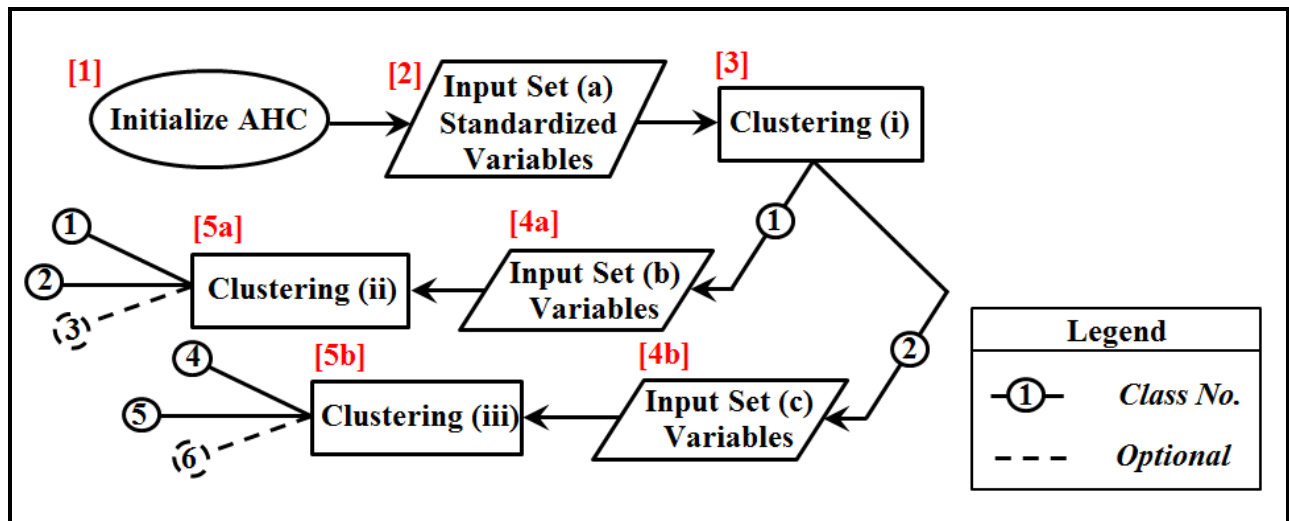 [1]
Initialize AHC
[2]
Input Set (a)
Standardized
Variables
[3]
Clustering (i)
1
2
[4a]
Input Set (b)
Variables
[5a]
Clustering (ii)
1
2
3
[4b]
Input Set (c)
Variables
[5b]
Clustering (iii)
4
5
6
Legend
1
Class No.
Optional